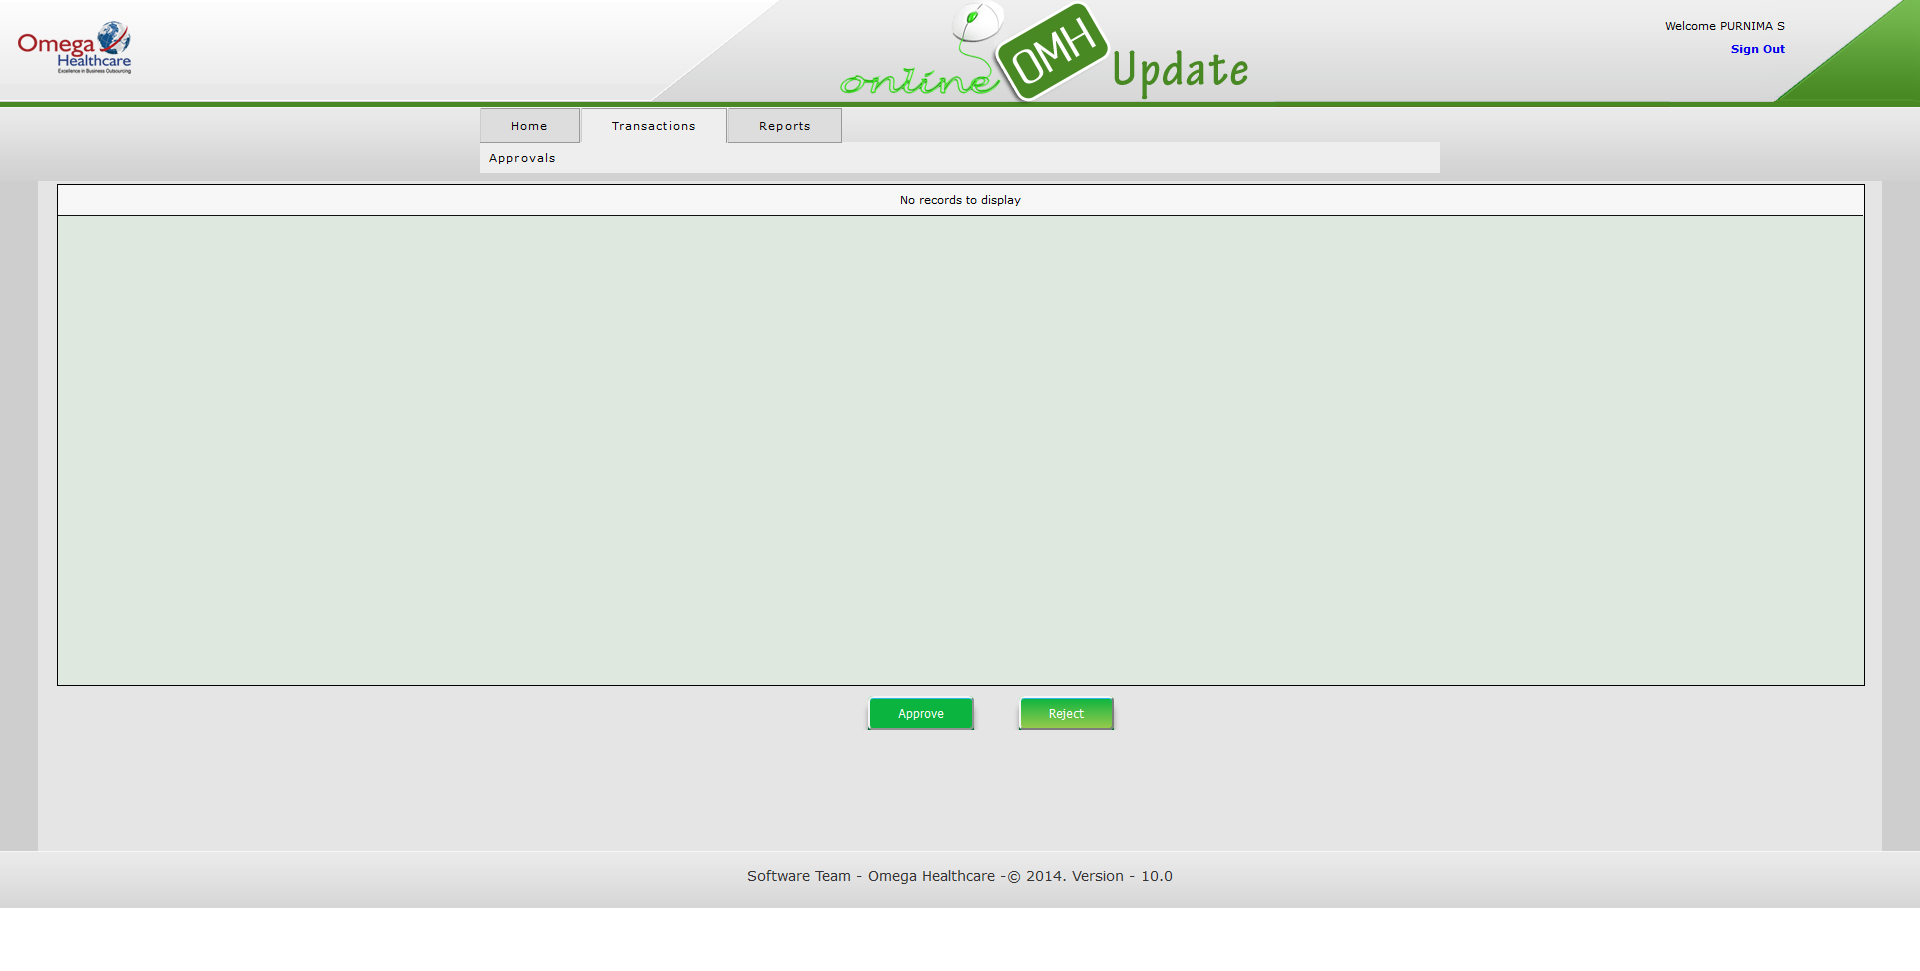 Omega
Healthcare
Excellence in Business Outsourcing
online OMH Update
Welcome PURNIMA S
Sign Out
Home Transactions Reports
Approvals
No records to display
Approve Reject
Software Team - Omega Healthcare -© 2014. Version - 10.0